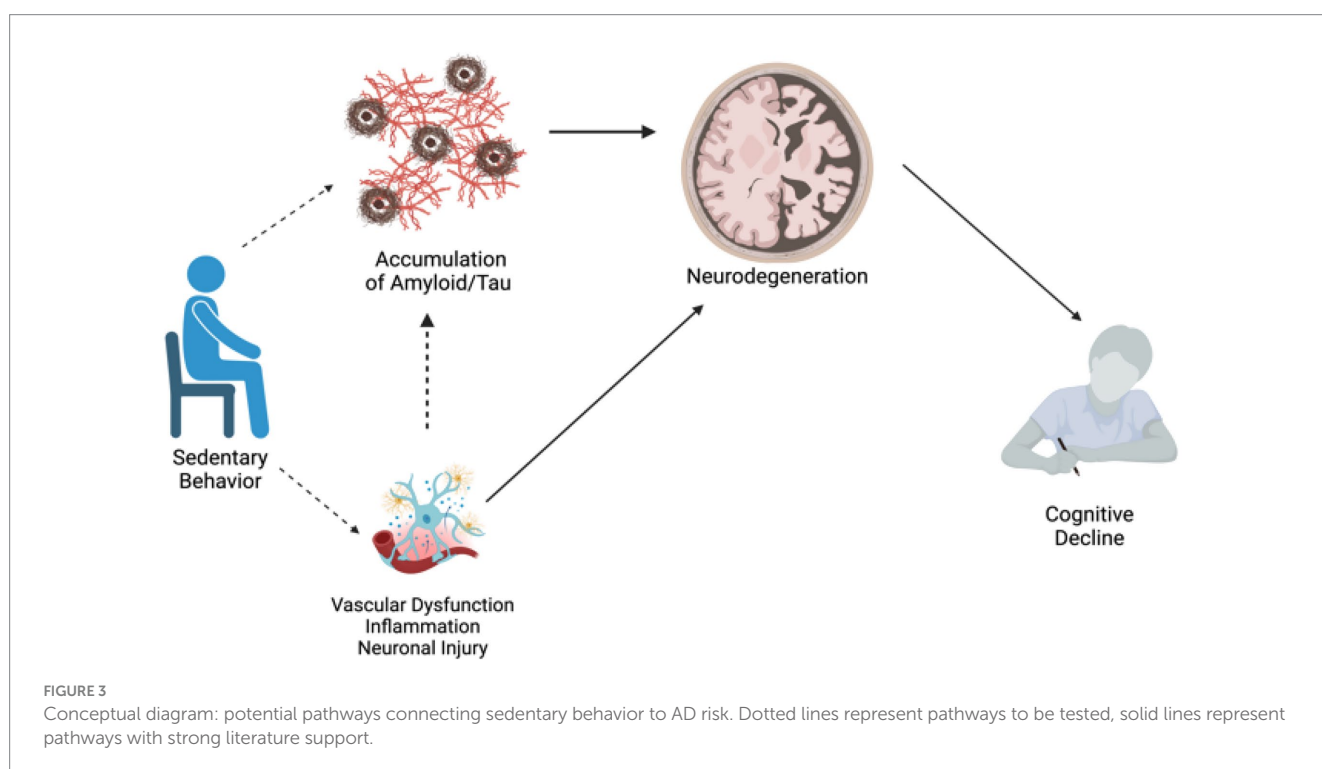 Accumulation
of Amyloid/Tau
Neurodegeneration
Sedentary
Behavior
Cognitive
Decline
Vascular Dysfunction
Inflammation
Neuronal Injury
FIGURE 3
Conceptual diagram: potential pathways connecting sedentary behavior to AD risk. Dotted lines represent pathways to be tested, solid lines represent
pathways with strong literature support.